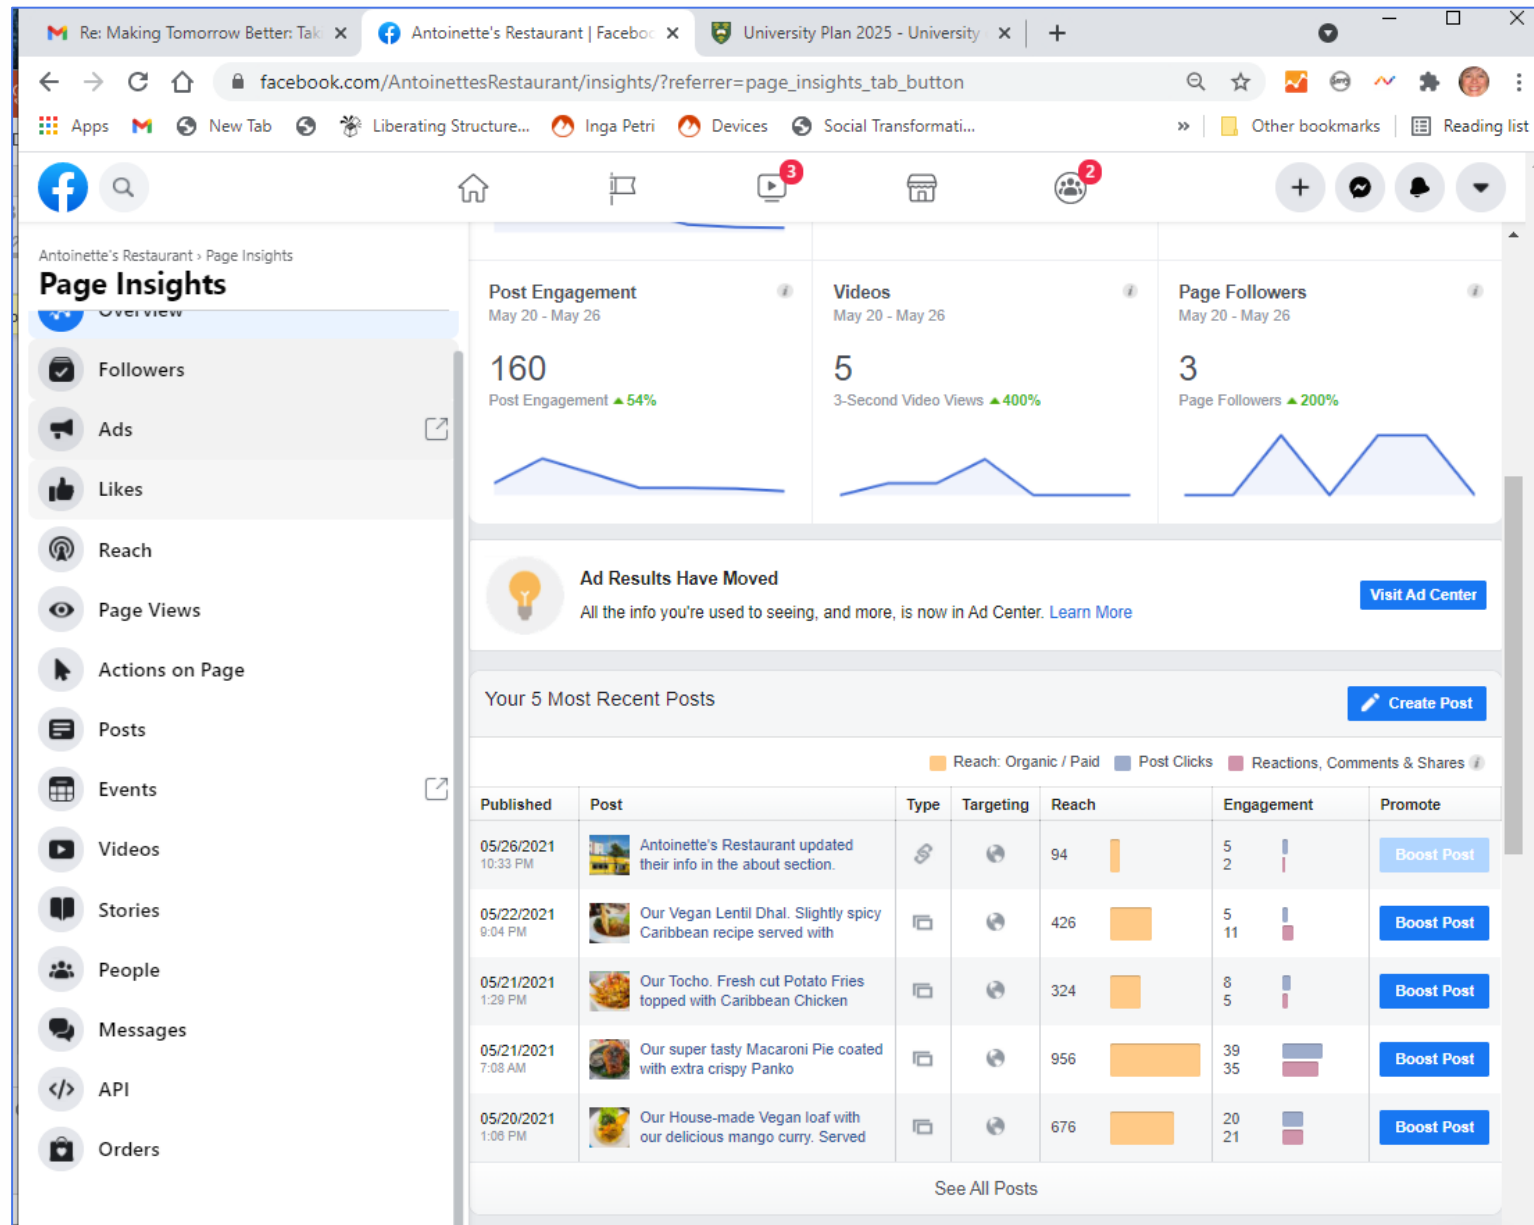 Re: Making Tomorrow Better: Tak
Antoinette's Restaurant | Faceboo
University Plan 2025 - University
facebook.com/AntoinettesRestaurant/insights/?referrer=page_insights_tab_button
Apps
New Tab
Liberating Structure...
Inga Petri
Devices
Social Transformati...
»
Other bookmarks
Reading list
3
2
Antoinette's Restaurant › Page Insights
Page Insights
Overview
Followers
Ads
Likes
Reach
Page Views
Actions on Page
Posts
Events
Videos
Stories
People
Messages
API
Orders
Post Engagement
May 20 - May 26
160
Post Engagement ▲ 54%
Videos
May 20 - May 26
5
3-Second Video Views ▲ 400%
Page Followers
May 20 - May 26
3
Page Followers ▲ 200%
Ad Results Have Moved
All the info you're used to seeing, and more, is now in Ad Center. Learn More
Visit Ad Center
Your 5 Most Recent Posts
Create Post
Reach: Organic / Paid Post Clicks Reactions, Comments & Shares
Published Post Type Targeting Reach Engagement Promote
05/26/2021
10:33 PM
Antoinette's Restaurant updated
their info in the about section.
94
5
2
Boost Post
05/22/2021
9:04 PM
Our Vegan Lentil Dhal. Slightly spicy
Caribbean recipe served with
426
5
11
Boost Post
05/21/2021
1:29 PM
Our Tocho. Fresh cut Potato Fries
topped with Caribbean Chicken
324
8
5
Boost Post
05/21/2021
7:08 AM
Our super tasty Macaroni Pie coated
with extra crispy Panko
956
39
35
Boost Post
05/20/2021
1:06 PM
Our House-made Vegan loaf with
our delicious mango curry. Served
676
20
21
Boost Post
See All Posts